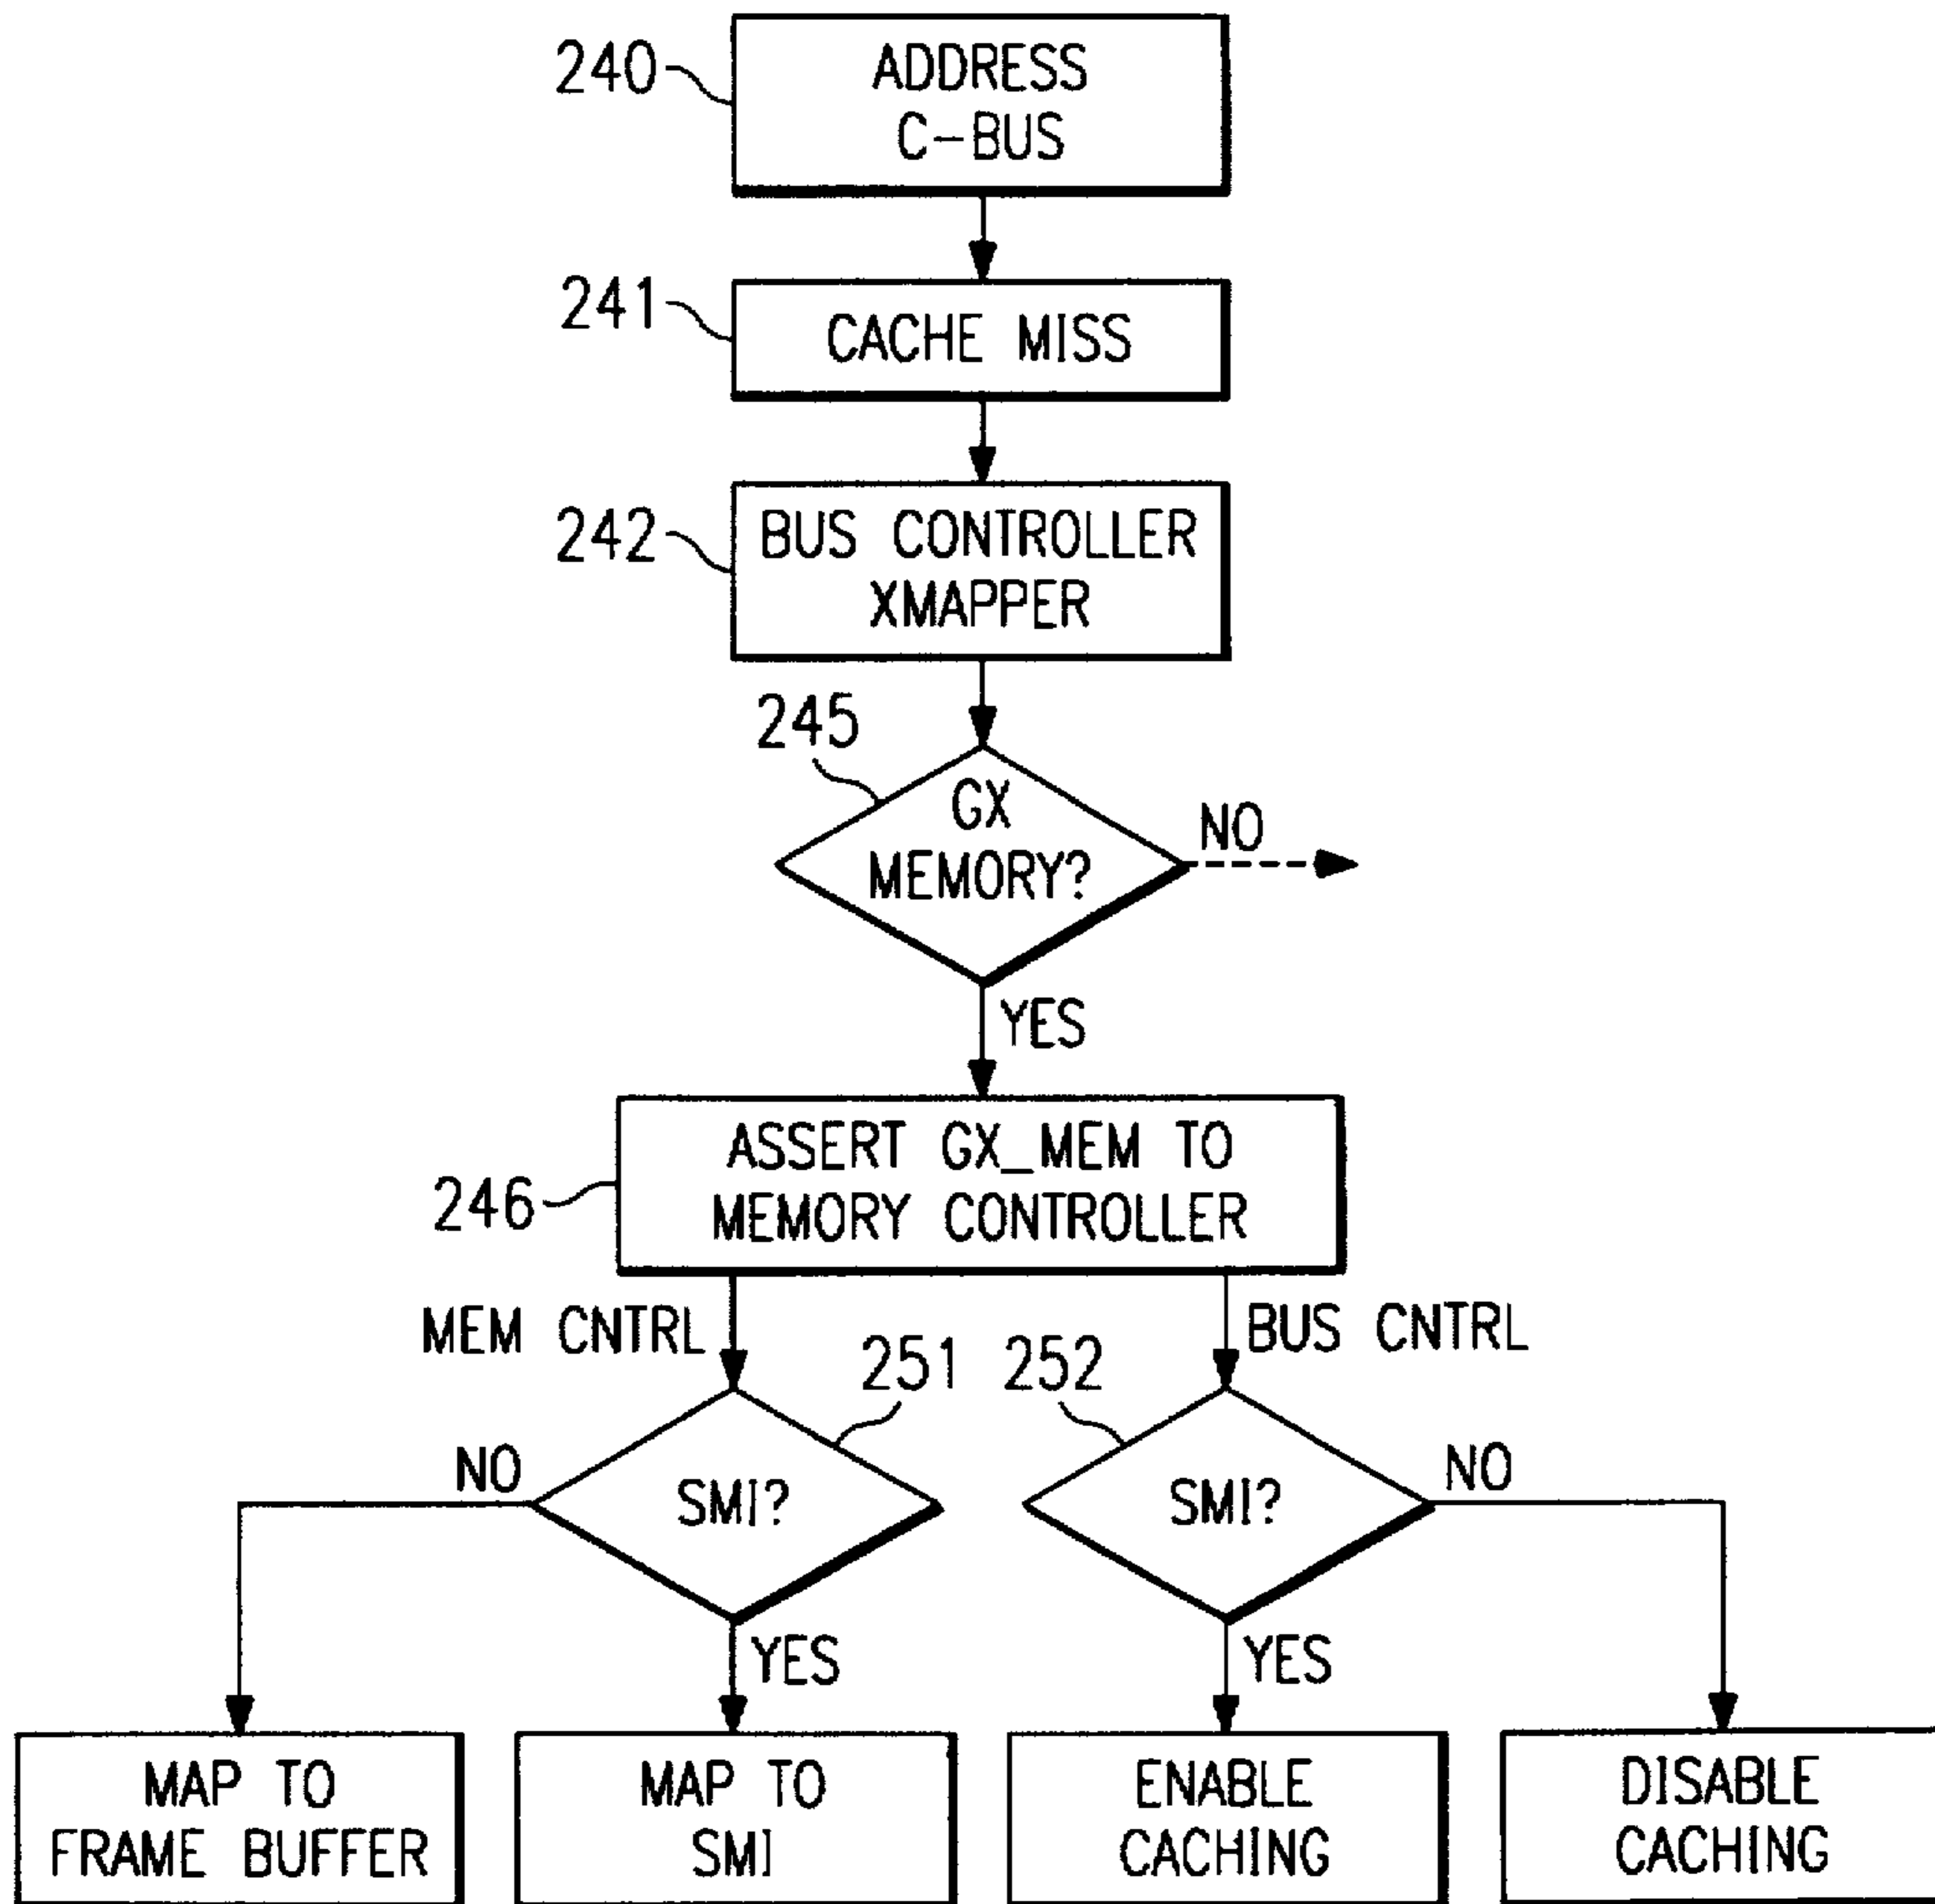 240
ADDRESS
C-BUS
241
CACHE MISS
242
BUS CONTROLLER
XMAPPER
245
GX
MEMORY?
NO
YES
246
ASSERT GX_MEM TO
MEMORY CONTROLLER
MEM CNTRL
BUS CNTRL
251
252
NO
SMI?
SMI?
NO
YES
YES
MAP TO
FRAME BUFFER
MAP TO
SMI
ENABLE
CACHING
DISABLE
CACHING